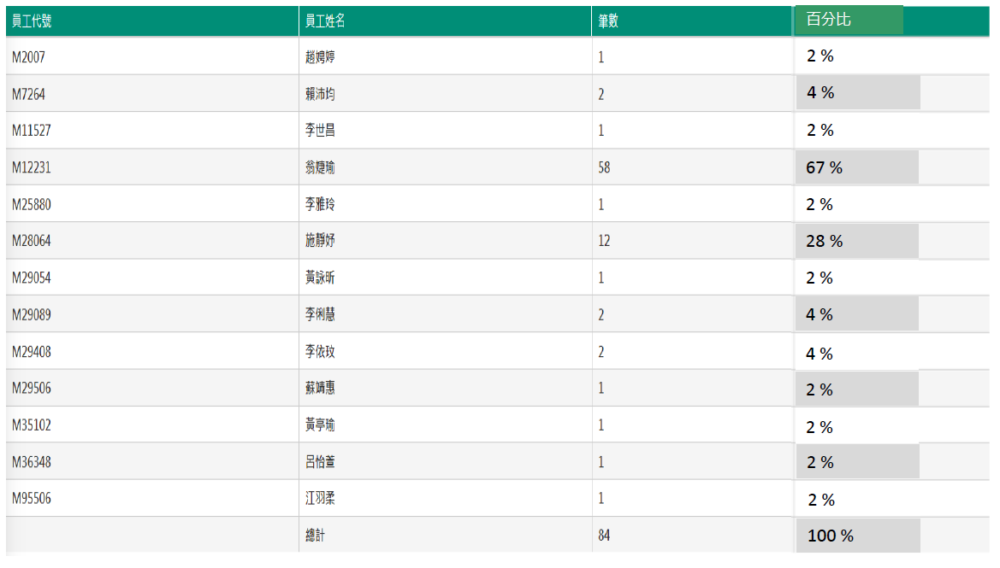 員工代號 員工姓名 筆數 百分比
M2007 趙娉婷 1 2 %
M7264 賴沛均 2 4 %
M11527 李世昌 1 2 %
M12231 翁婕瑜 58 67 %
M25880 李雅玲 1 2 %
M28064 施靜妤 12 28 %
M29054 黃詠昕 1 2 %
M29089 李俐慧 2 4 %
M29408 李依玟 2 4 %
M29506 蘇靖惠 1 2 %
M35102 黃亭瑜 1 2 %
M36348 呂怡萱 1 2 %
M95506 江羽柔 1 2 %
總計 84 100 %